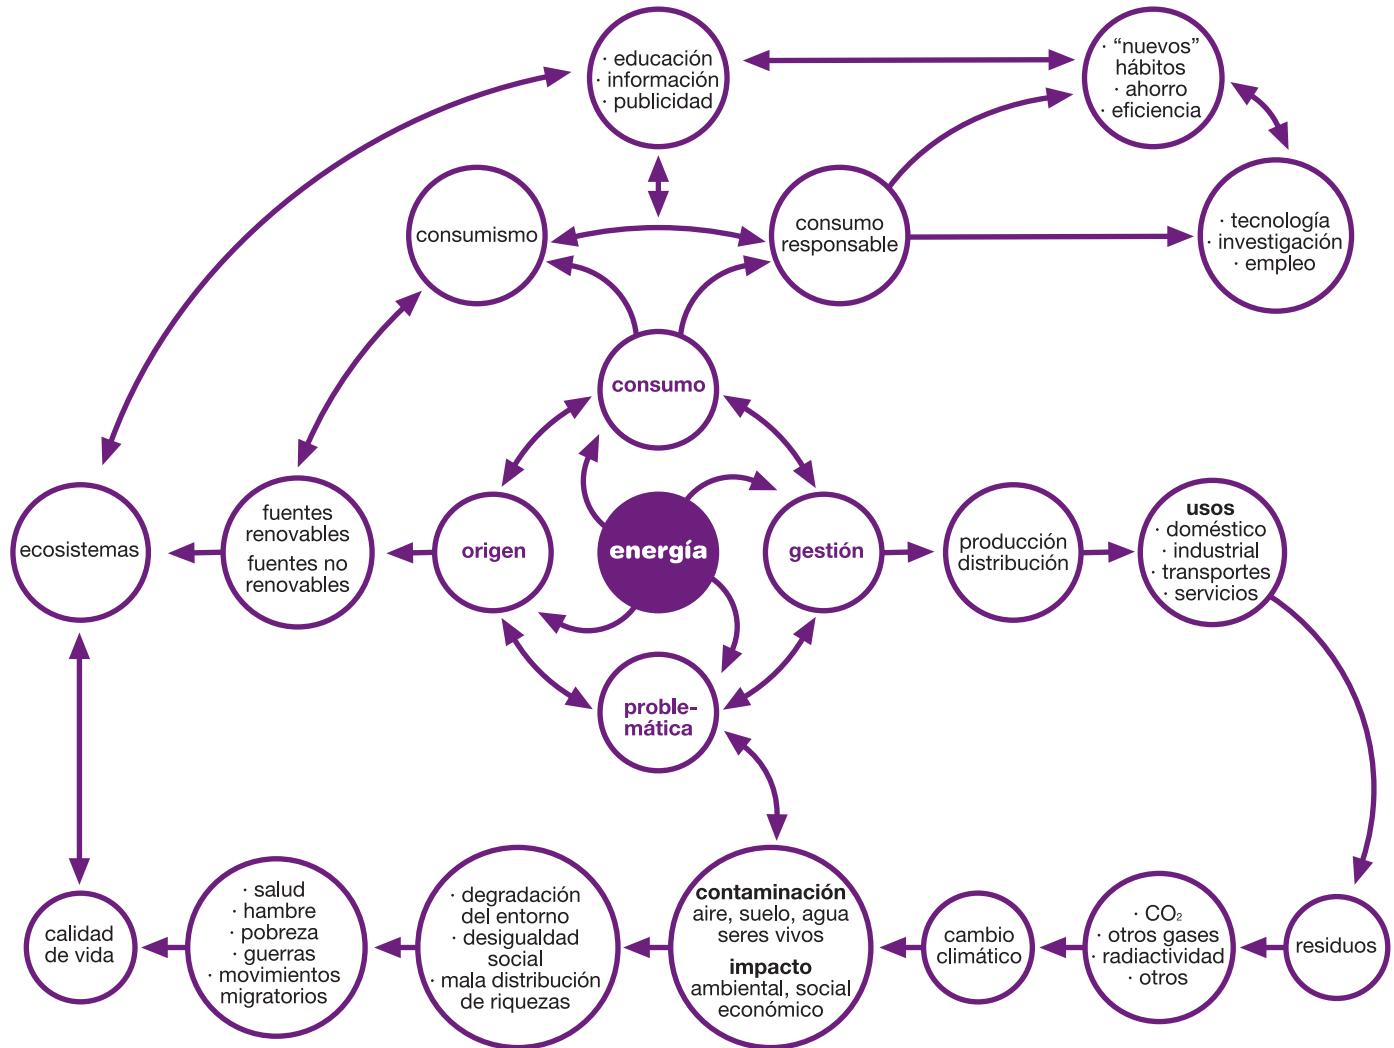 · educación
· información
· publicidad
· “nuevos”
hábitos
· ahorro
· eficiencia
consumismo
consumo
responsable
· tecnología
· investigación
· empleo
consumo
ecosistemas
fuentes
renovables
fuentes no
renovables
origen
energía
gestión
producción
distribución
usos
· doméstico
· industrial
· transportes
· servicios
proble-
mática
calidad
de vida
· salud
· hambre
· pobreza
· guerras
· movimientos
migratorios
· degradación
del entorno
· desigualdad
social
· mala distribución
de riquezas
contaminación
aire, suelo, agua
seres vivos
impacto
ambiental, social
económico
cambio
climático
· CO₂
· otros gases
· radiactividad
· otros
residuos